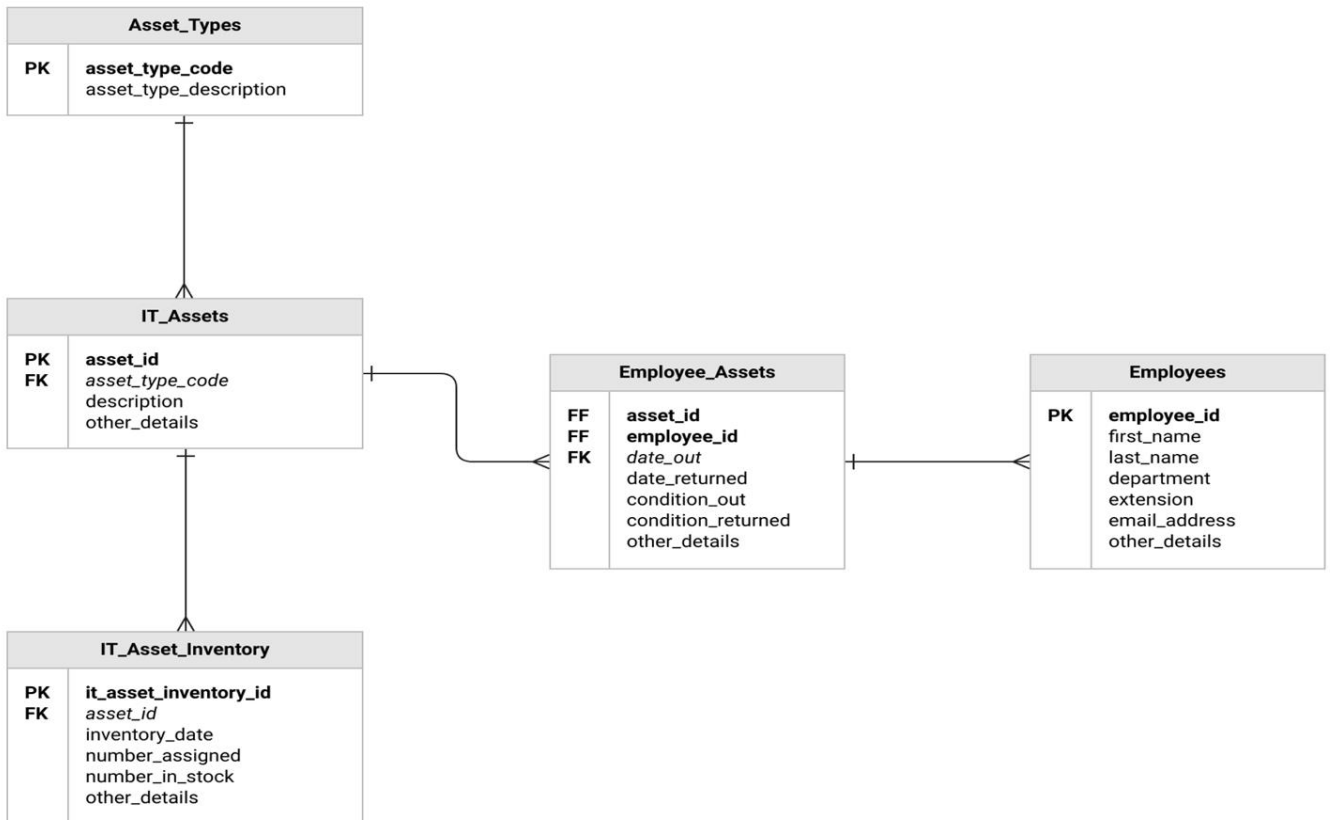 Asset_Types
PK asset_type_code
asset_type_description
IT_Assets
PK asset_id
FK asset_type_code
description
other_details
Employee_Assets
FF asset_id
FF employee_id
FK date_out
date_returned
condition_out
condition_returned
other_details
Employees
PK employee_id
first_name
last_name
department
extension
email_address
other_details
IT_Asset_Inventory
PK it_asset_inventory_id
FK asset_id
inventory_date
number_assigned
number_in_stock
other_details